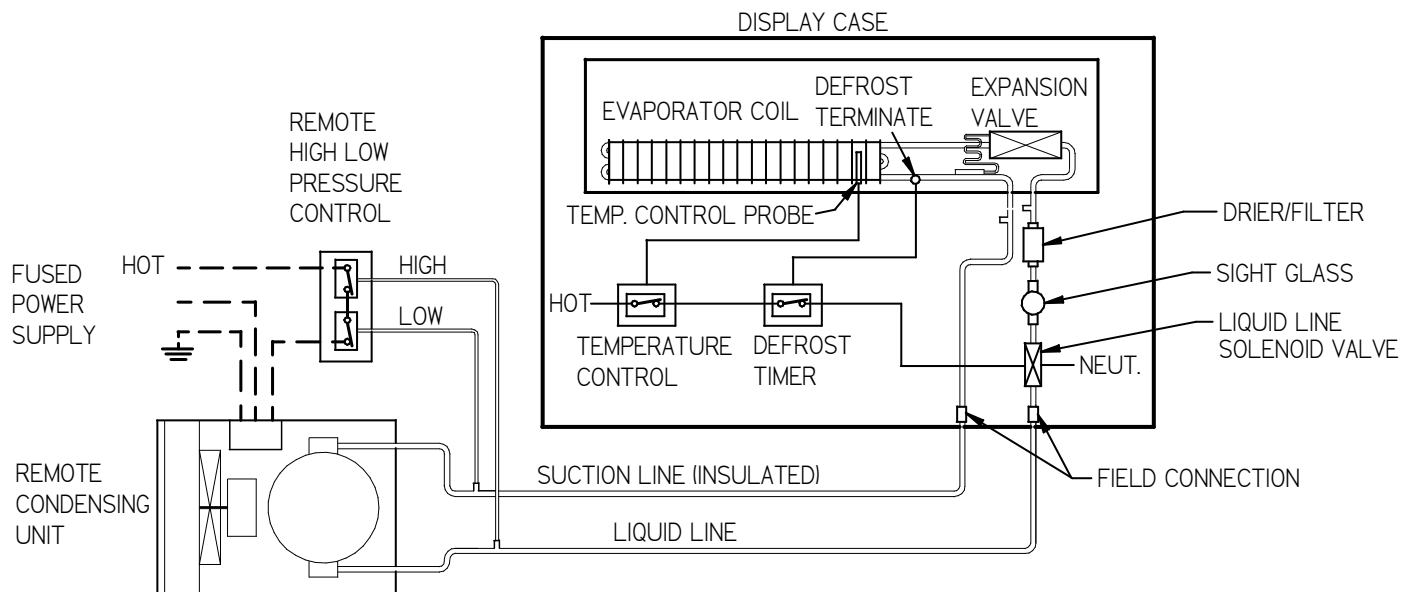 DISPLAY CASE
DEFROST
TERMINATE
EXPANSION
VALVE
EVAPORATOR COIL
REMOTE
HIGH LOW
PRESSURE
CONTROL
TEMP. CONTROL PROBE
DRIER/FILTER
FUSED
POWER
SUPPLY
HOT
HIGH
LOW
SIGHT GLASS
HOT
TEMPERATURE
CONTROL
DEFROST
TIMER
NEUT.
LIQUID LINE
SOLENOID VALVE
REMOTE
CONDENSING
UNIT
SUCTION LINE (INSULATED)
FIELD CONNECTION
LIQUID LINE